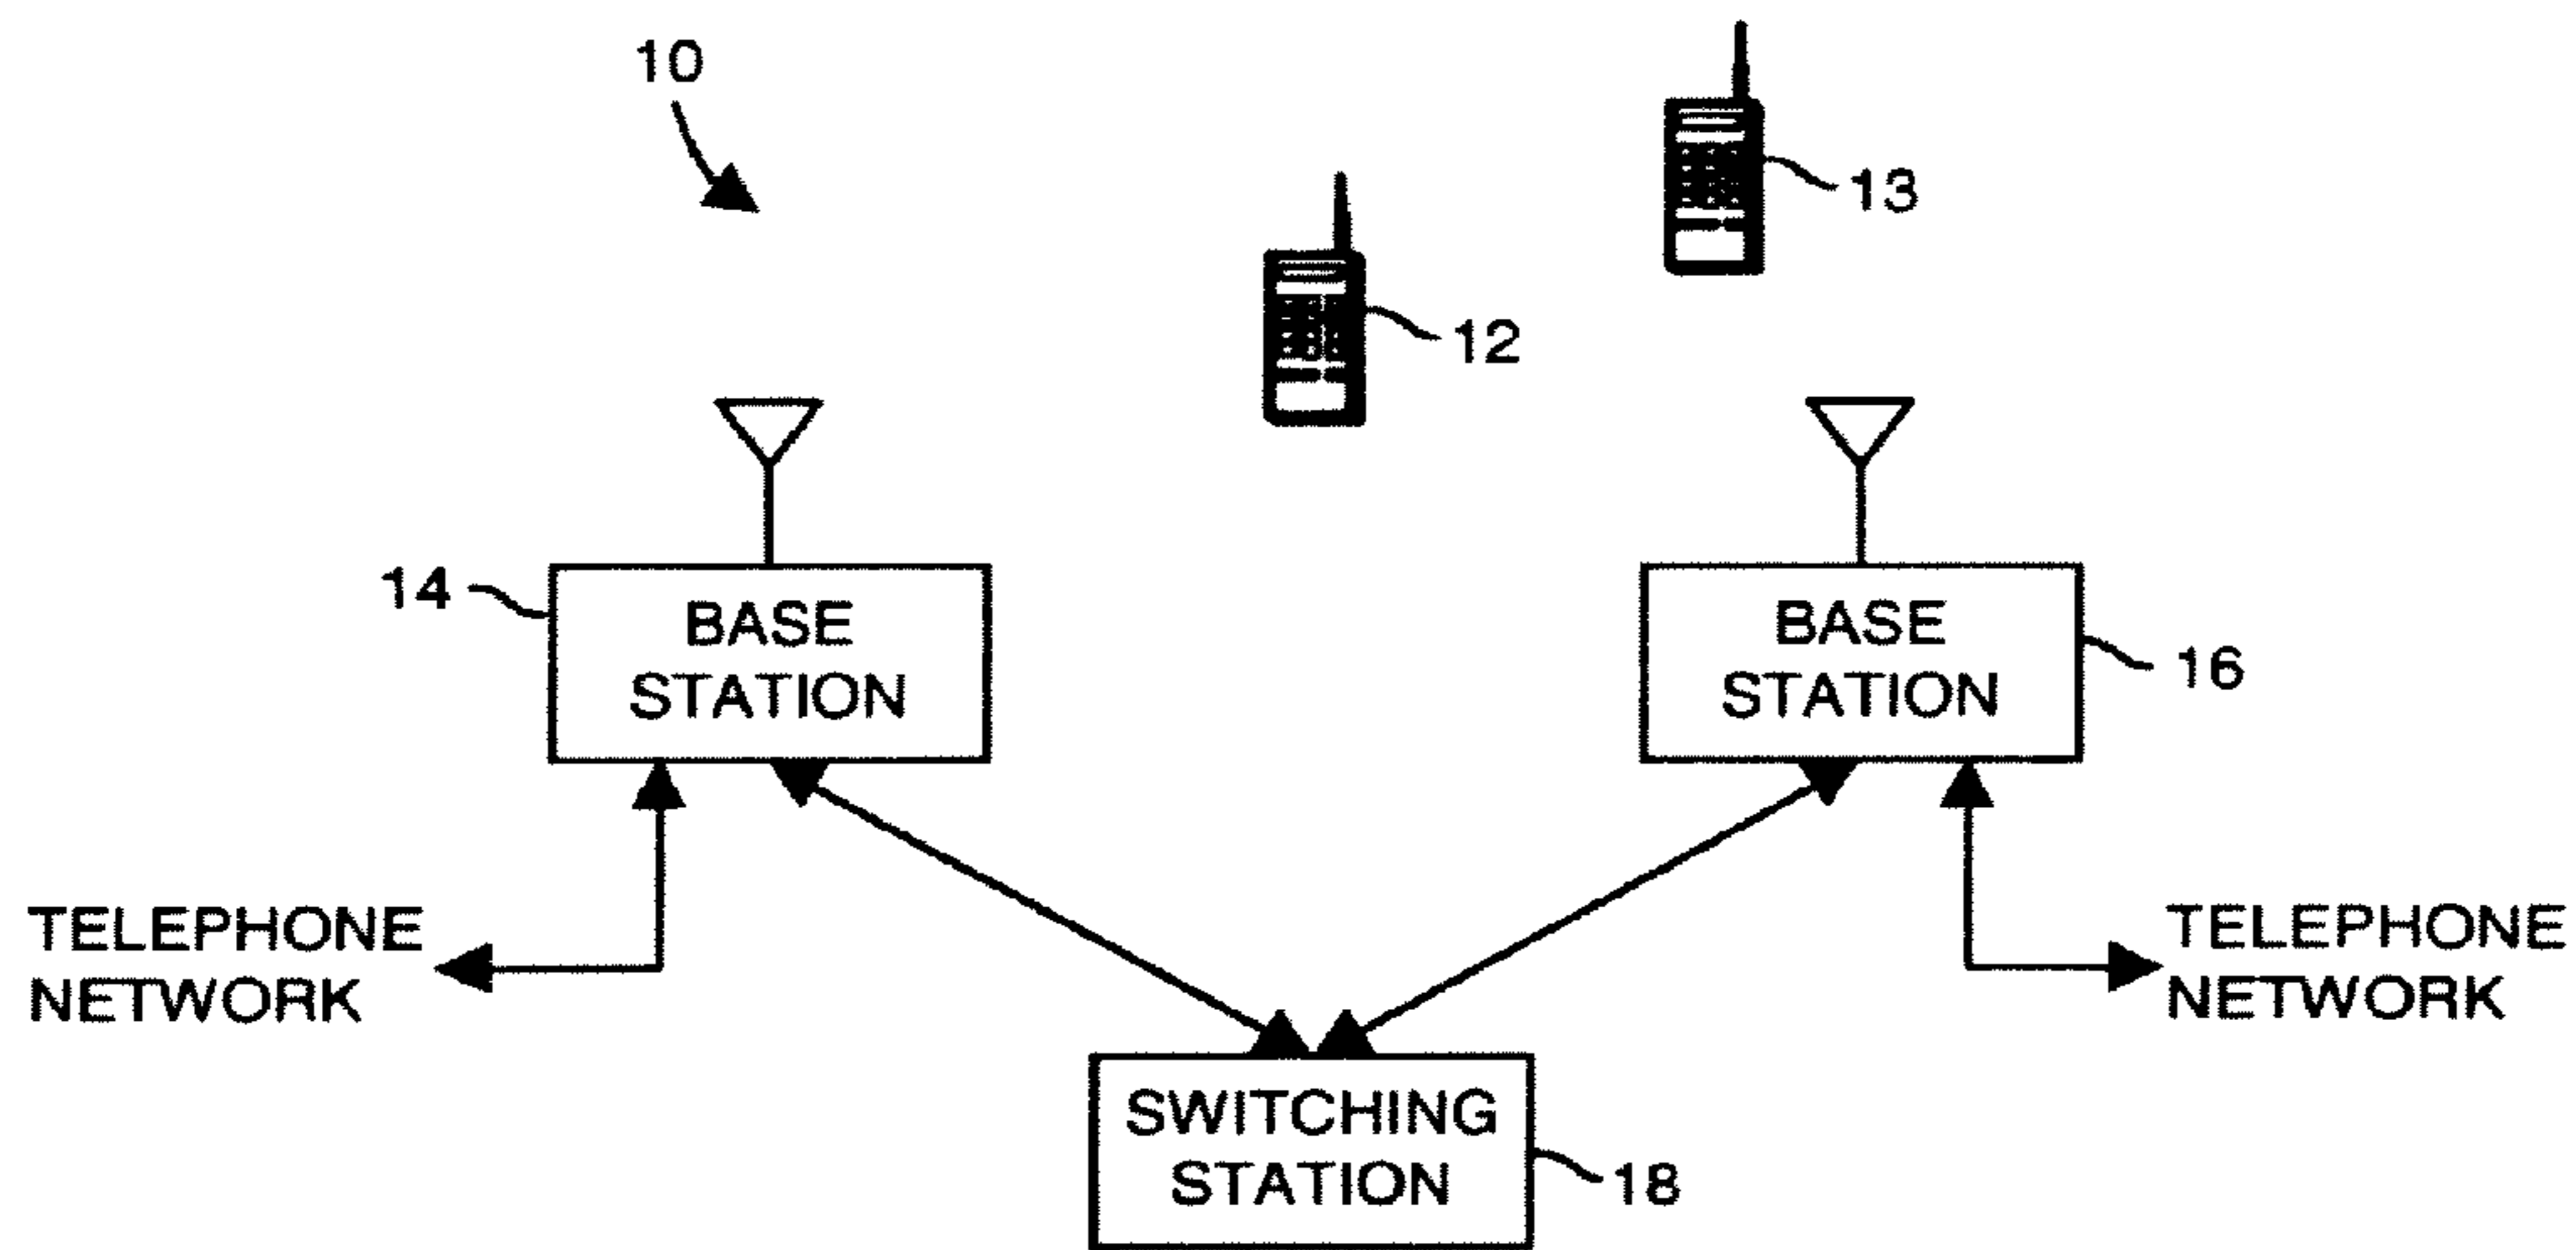 10
13
12
14
BASE
STATION
BASE
STATION
16
TELEPHONE
NETWORK
TELEPHONE
NETWORK
SWITCHING
STATION
18